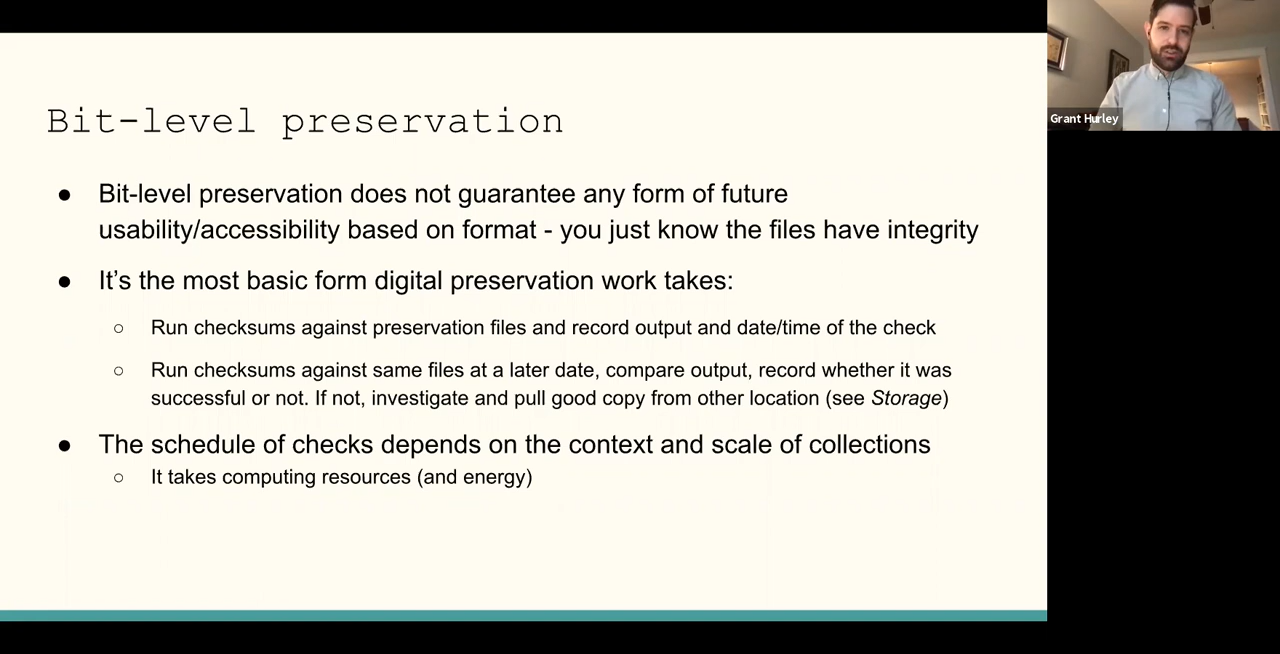 Bit-level preservation
● Bit-level preservation does not guarantee any form of future
usability/accessibility based on format - you just know the files have integrity
● It’s the most basic form digital preservation work takes:
○ Run checksums against preservation files and record output and date/time of the check
○ Run checksums against same files at a later date, compare output, record whether it was
successful or not. If not, investigate and pull good copy from other location (see Storage)
● The schedule of checks depends on the context and scale of collections
○ It takes computing resources (and energy)
Grant Hurley